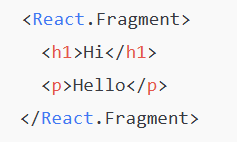 <React.Fragment>
  <h1>Hi</h1>
  <p>Hello</p>
</React.Fragment>